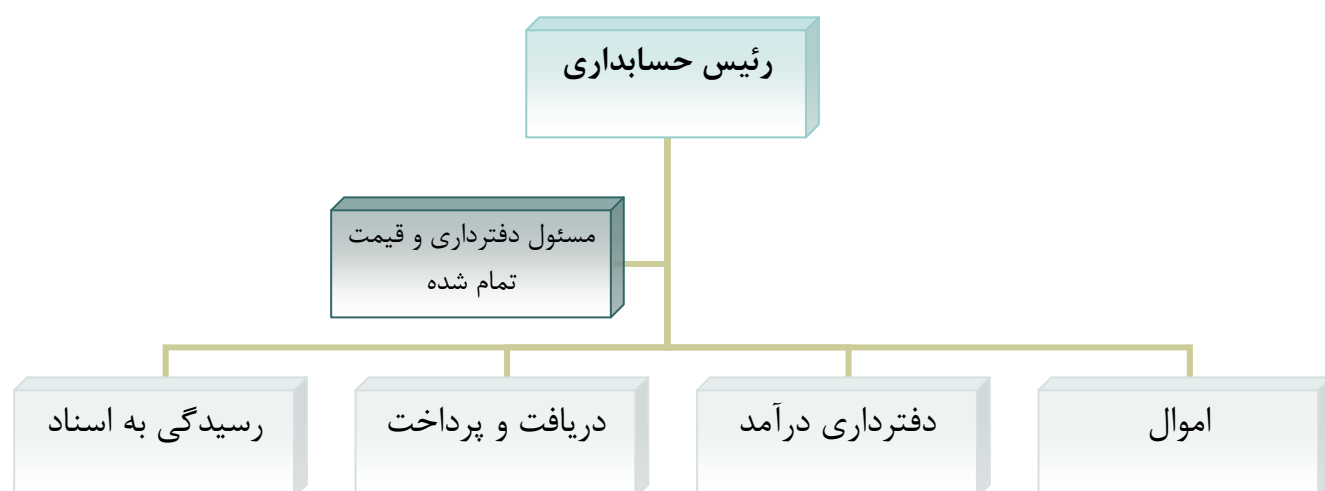 رئیس حسابداری
مسئول دفترداری و قیمت
تمام شده
اموال
دفترداری درآمد
دریافت و پرداخت
رسیدگی به اسناد